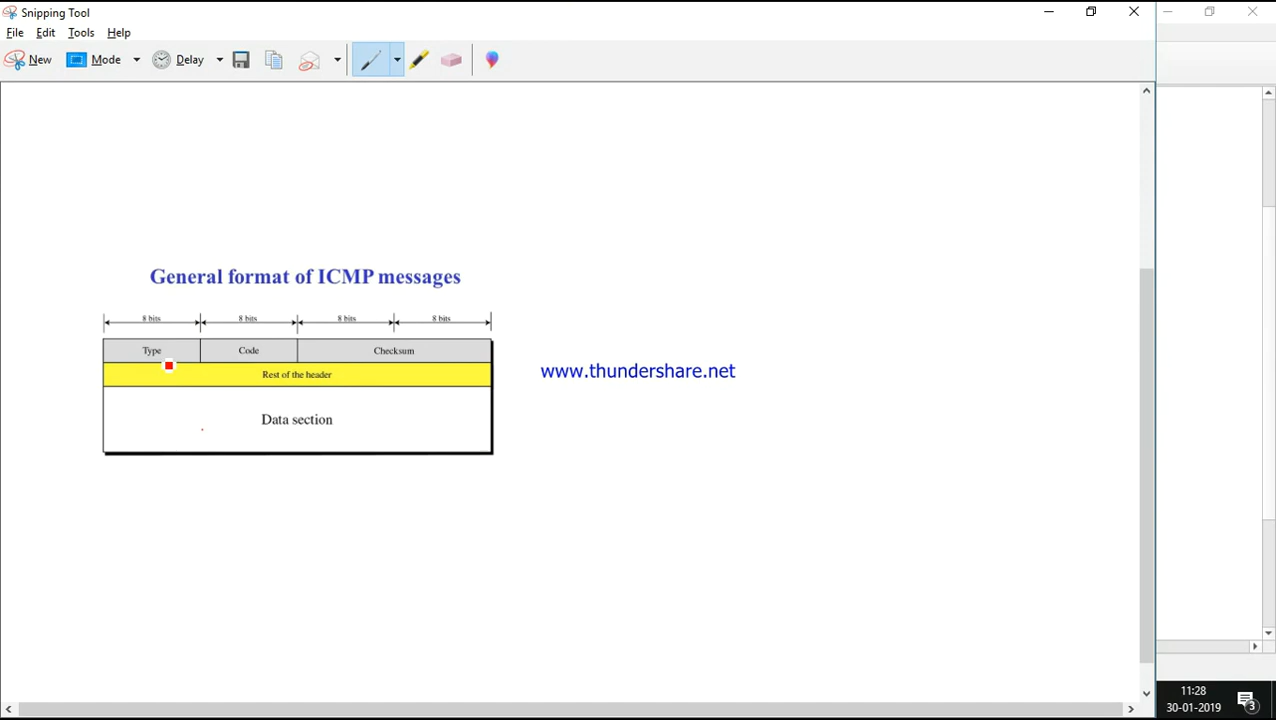 Snipping Tool
File Edit Tools Help
New Mode Delay
General format of ICMP messages
8 bits 8 bits 8 bits 8 bits
Type Code Checksum
Rest of the header
Data section
www.thundershare.net
11:28
30-01-2019
3